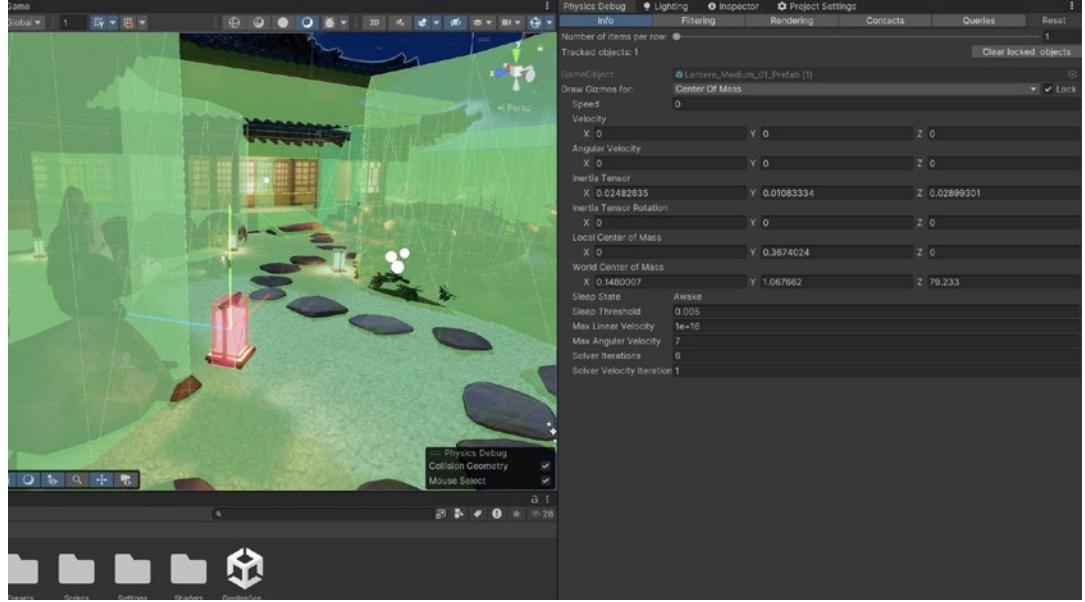 Game
Global
1
2D
Persp
Physics Debug
Collision Geometry
Mouse Select
28
Presets
Scripts
Settings
Shaders
GardenSce...
Physics Debug Lighting Inspector Project Settings
Info Filtering Rendering Contacts Queries Reset
Number of items per row: 1
Tracked objects: 1 Clear locked objects
GameObject: Lantern_Medium_01_Prefab (1)
Draw Gizmos for: Center Of Mass Lock
Speed 0
Velocity
X 0 Y 0 Z 0
Angular Velocity
X 0 Y 0 Z 0
Inertia Tensor
X 0.02482635 Y 0.01083334 Z 0.02899301
Inertia Tensor Rotation
X 0 Y 0 Z 0
Local Center of Mass
X 0 Y 0.3674024 Z 0
World Center of Mass
X 0.1480007 Y 1.067662 Z 79.233
Sleep State Awake
Sleep Threshold 0.005
Max Linear Velocity 1e+16
Max Angular Velocity 7
Solver Iterations 6
Solver Velocity Iteration 1